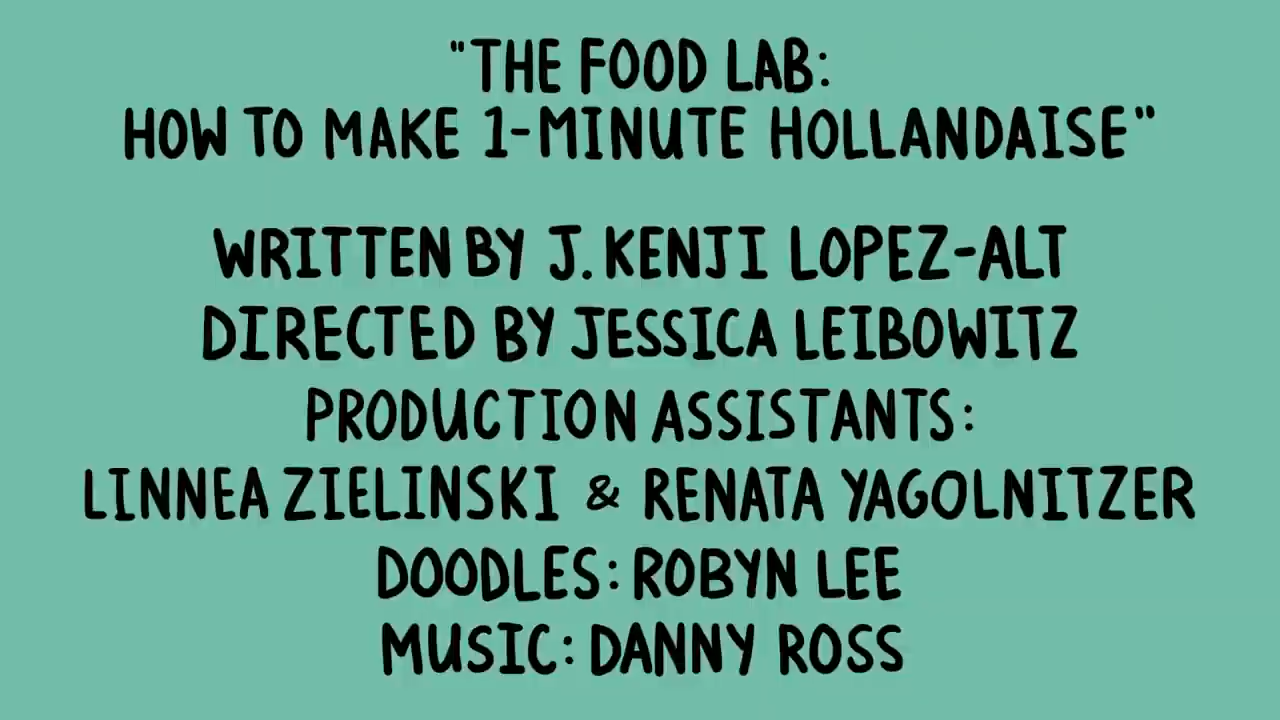 "THE FOOD LAB:
HOW TO MAKE 1-MINUTE HOLLANDAISE"
WRITTEN BY J. KENJI LOPEZ-ALT
DIRECTED BY JESSICA LEIBOWITZ
PRODUCTION ASSISTANTS:
LINNEA ZIELINSKI & RENATA YAGOLNITZER
DOODLES: ROBYN LEE
MUSIC: DANNY ROSS